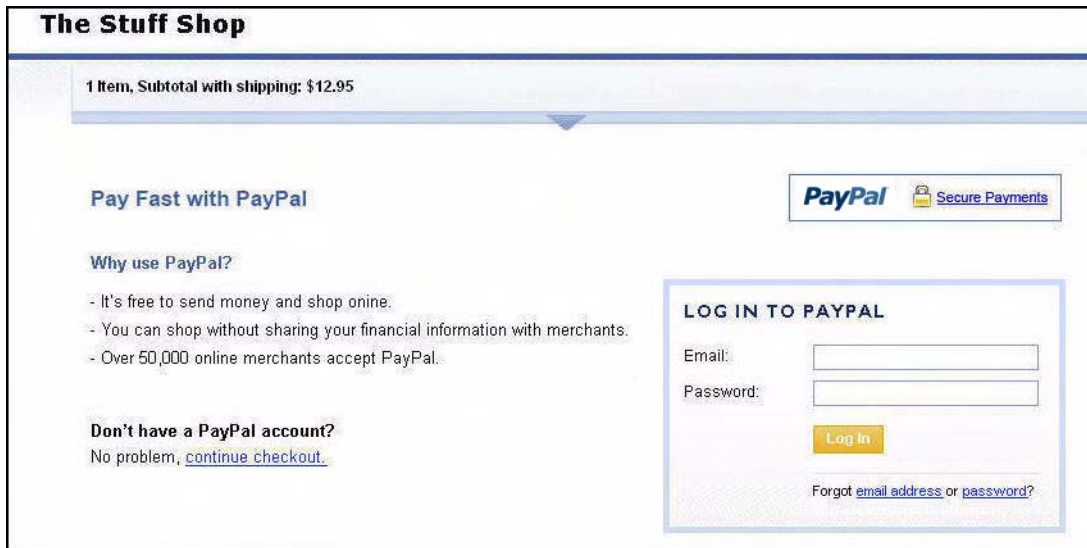 The Stuff Shop
1 Item, Subtotal with shipping: $12.95
Pay Fast with PayPal
PayPal Secure Payments
Why use PayPal?
- It's free to send money and shop onine.
- You can shop without sharing your financial information with merchants.
- Over 50,000 online merchants accept PayPal.
Don't have a PayPal account?
No problem, continue checkout.
LOG IN TO PAYPAL
Email:
Password:
Log In
Forgot email address or password?